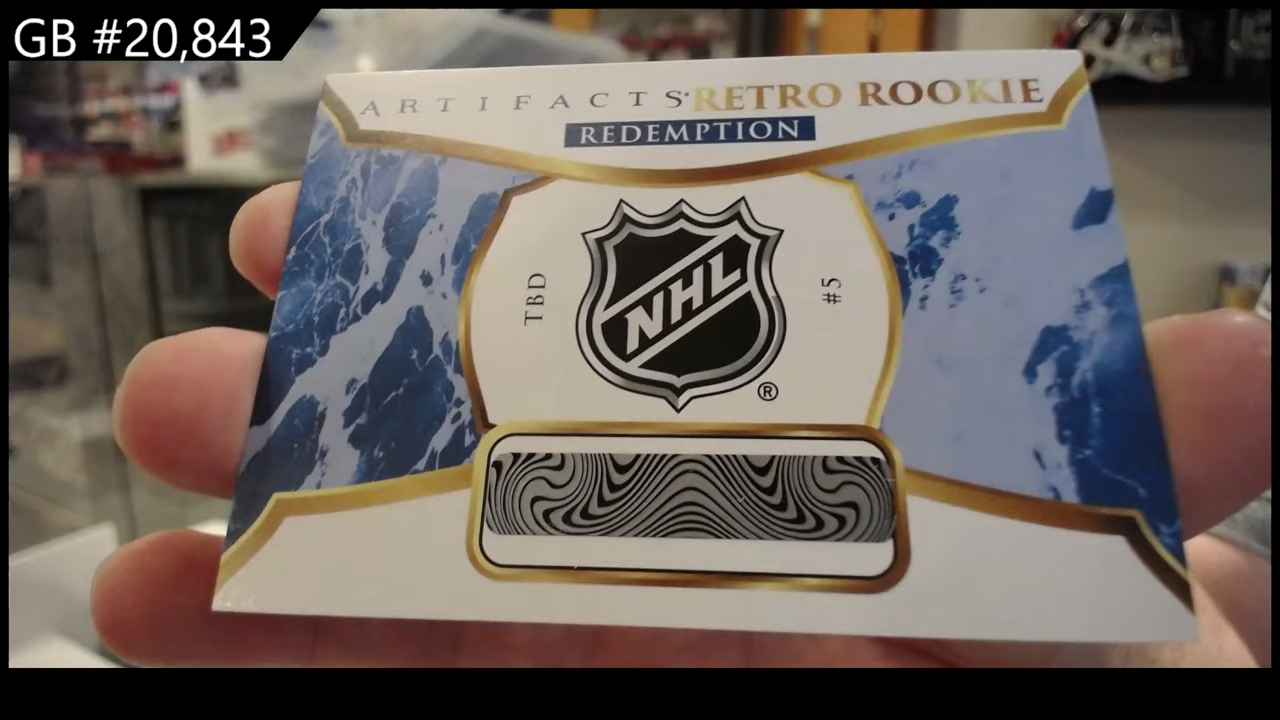 GB #20,843
ARTIFACTS RETRO ROOKIE
REDEMPTION
TBD
NHL
®
#5